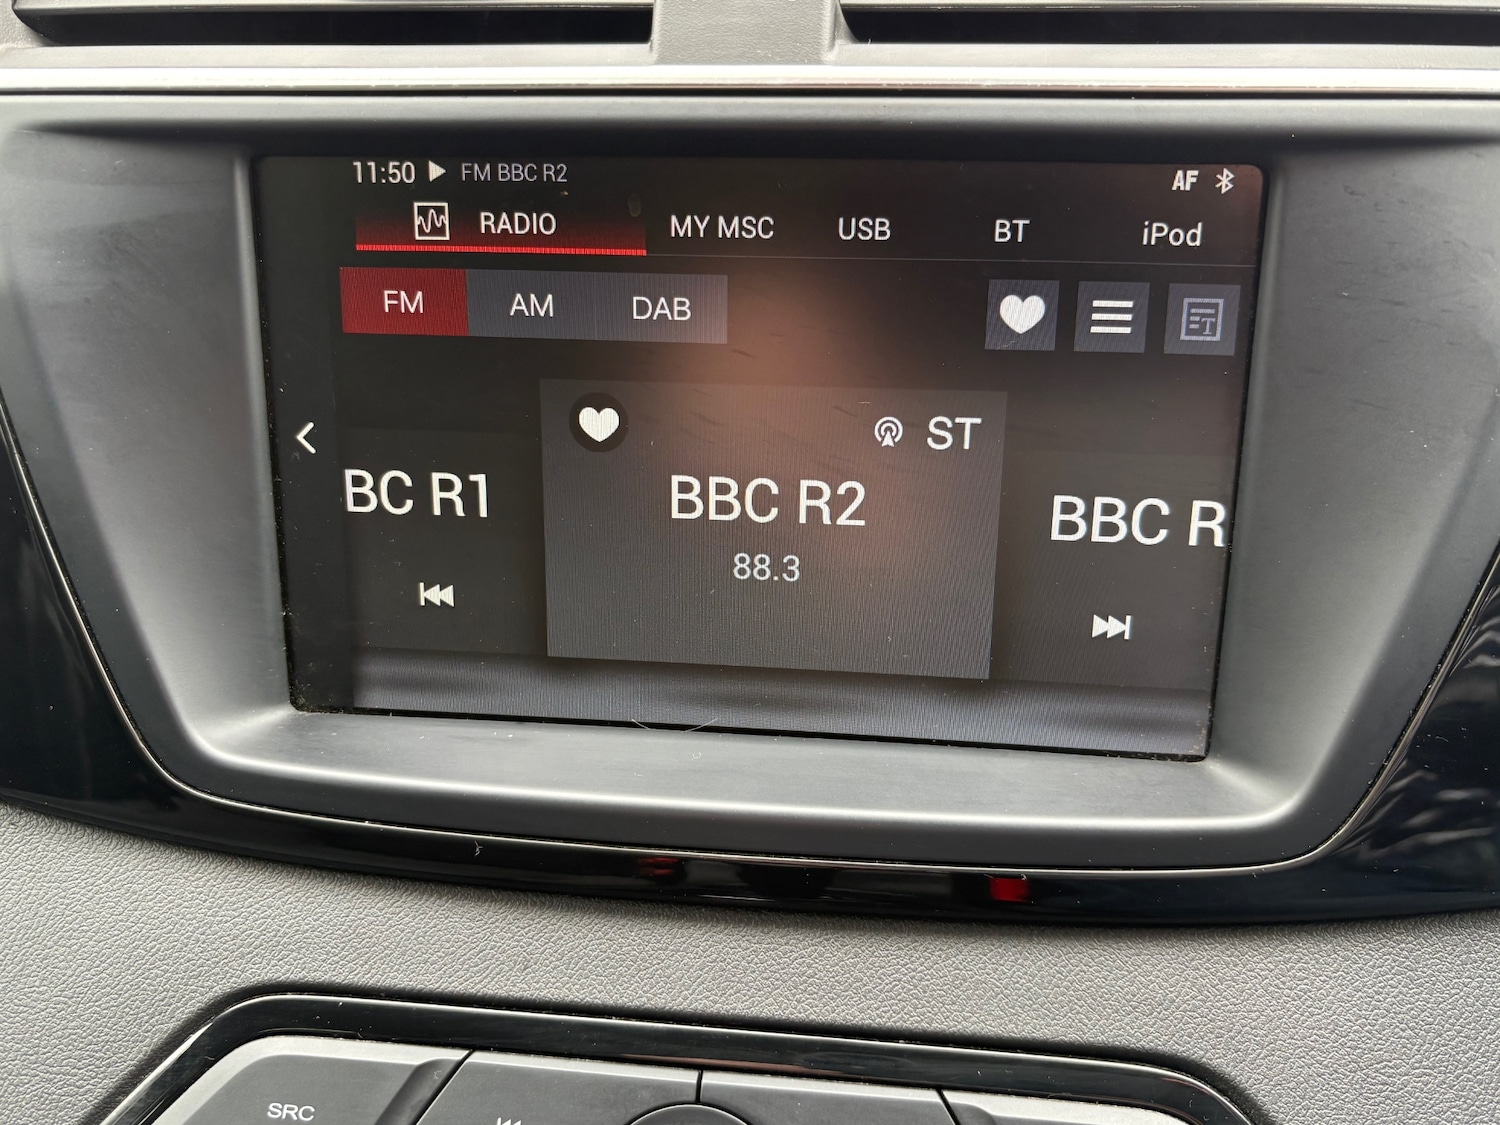 11:50 FM BBC R2 AF
RADIO MY MSC USB BT iPod
FM AM DAB
ST
BC R1 BBC R2 BBC R
88.3
SRC